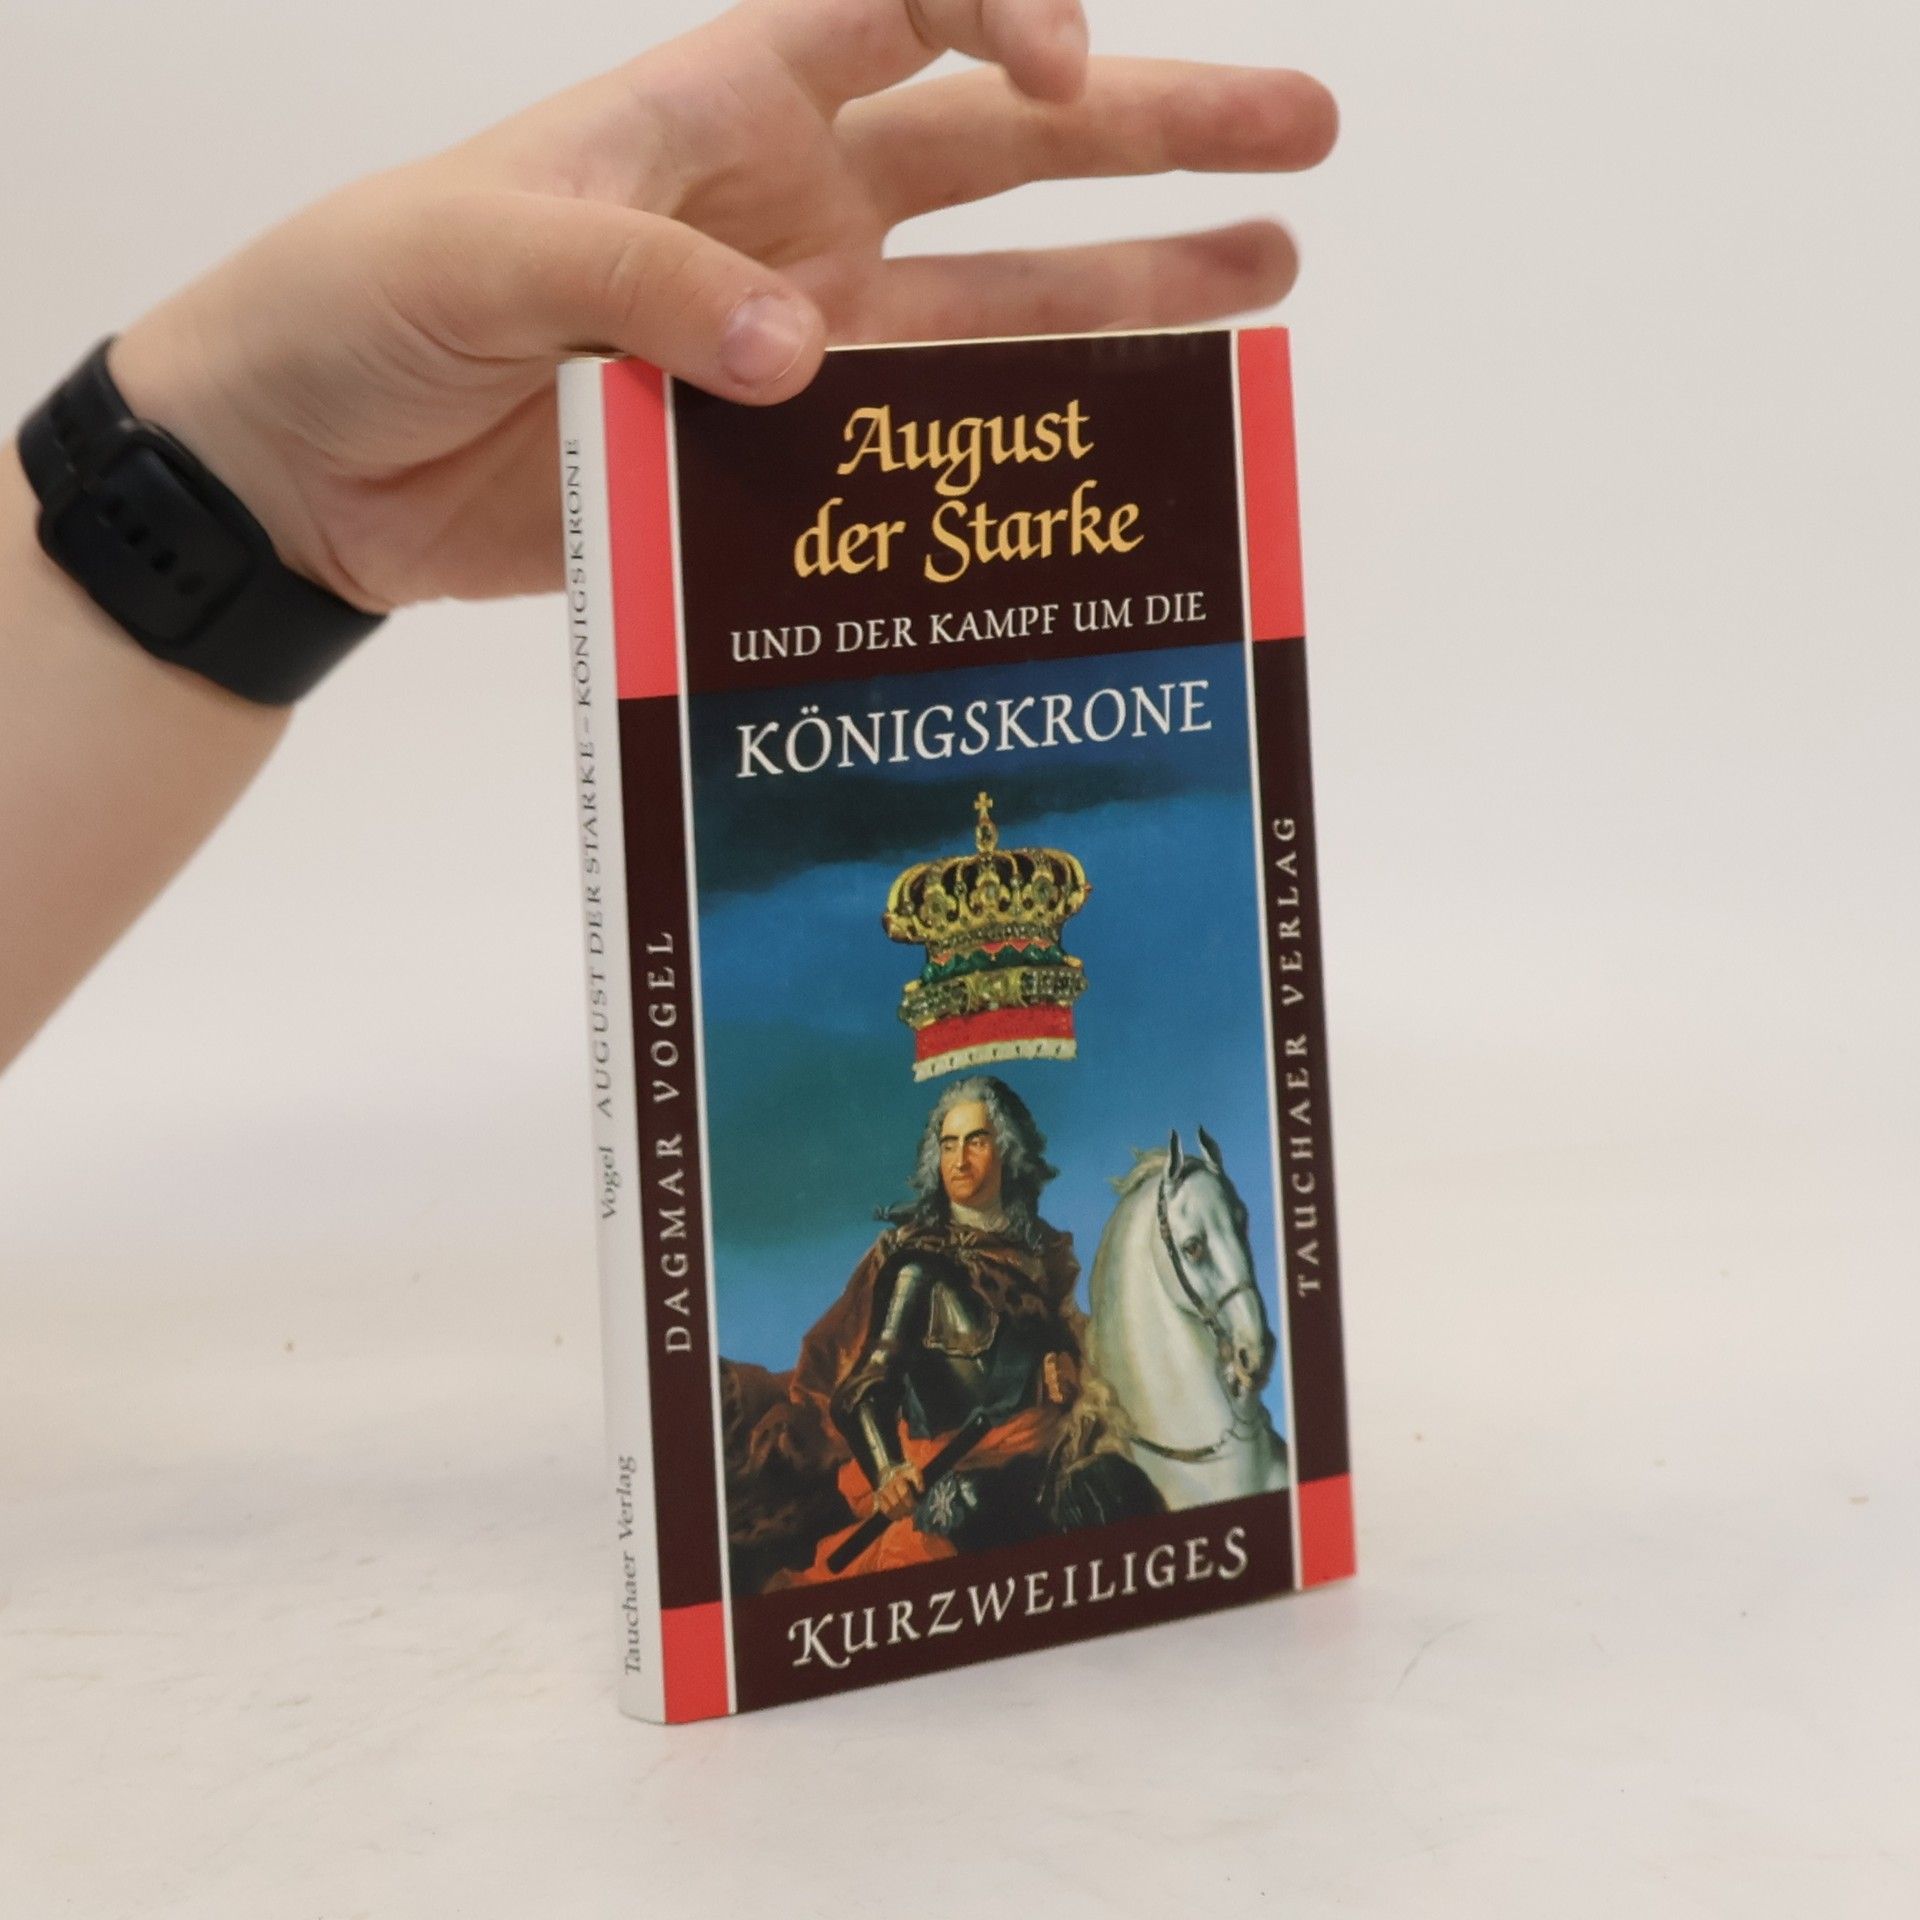 August
der Starke
UND DER KAMPF UM DIE
KÖNIGSKRONE
KURZWEILIGES
DAGMAR VOGEL
TAUCHAER VERLAG
Vogel AUGUST DER STARKE – KÖNIGSKRONE
Tauchaer Verlag